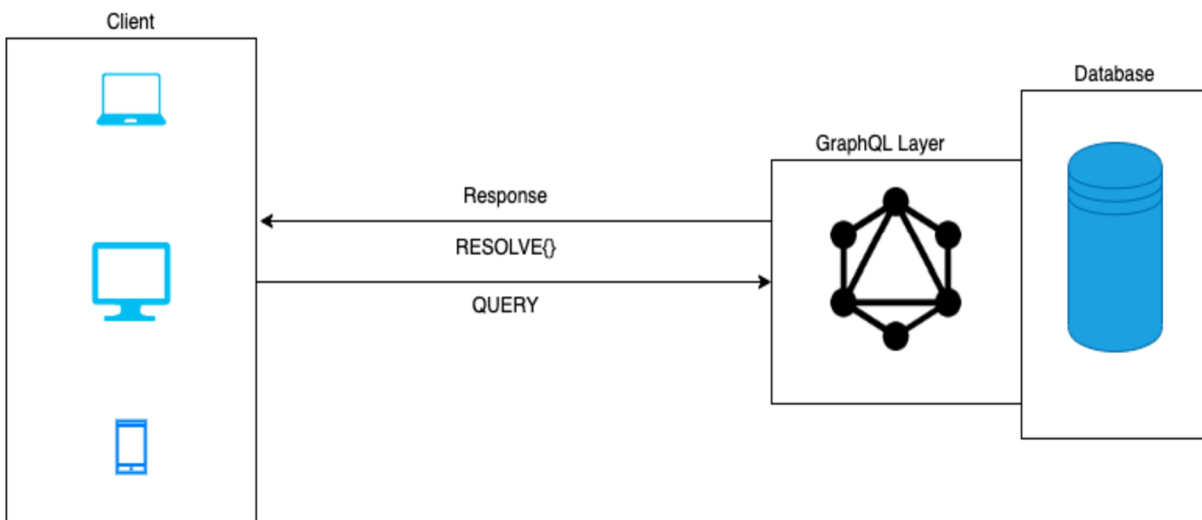 Client
Database
GraphQL Layer
Response
RESOLVE{}
QUERY